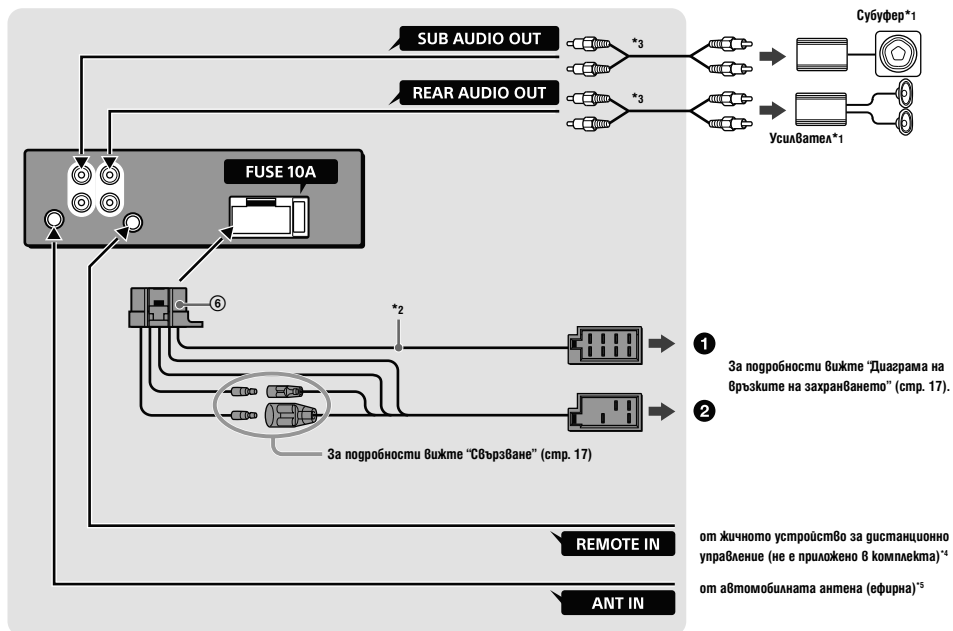 Субуфер*1
SUB AUDIO OUT
*3
REAR AUDIO OUT
*3
Усилвател*1
FUSE 10A
⑥
*2
❶
За подробности вижте “Диаграма на
връзките на захранването” (стр. 17).
❷
За подробности вижте “Свързване” (стр. 17)
REMOTE IN
от жичното устройство за дистанционно
управление (не е приложено в комплекта)*4
от автомобилната антена (ефирна)*5
ANT IN